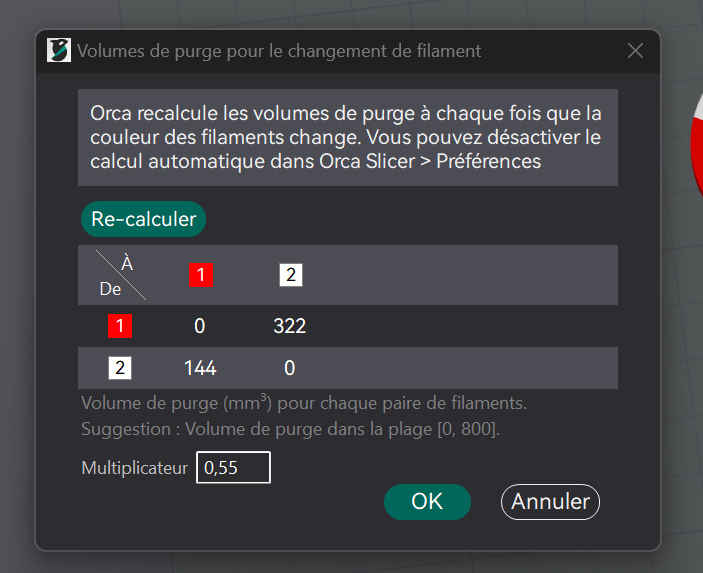 Volumes de purge pour le changement de filament
Orca recalcule les volumes de purge à chaque fois que la
couleur des filaments change. Vous pouvez désactiver le
calcul automatique dans Orca Slicer > Préférences
Re-calculer
À
De
1 2
1 0 322
2 144 0
Volume de purge (mm³) pour chaque paire de filaments.
Suggestion : Volume de purge dans la plage [0, 800].
Multiplicateur 0,55
OK Annuler